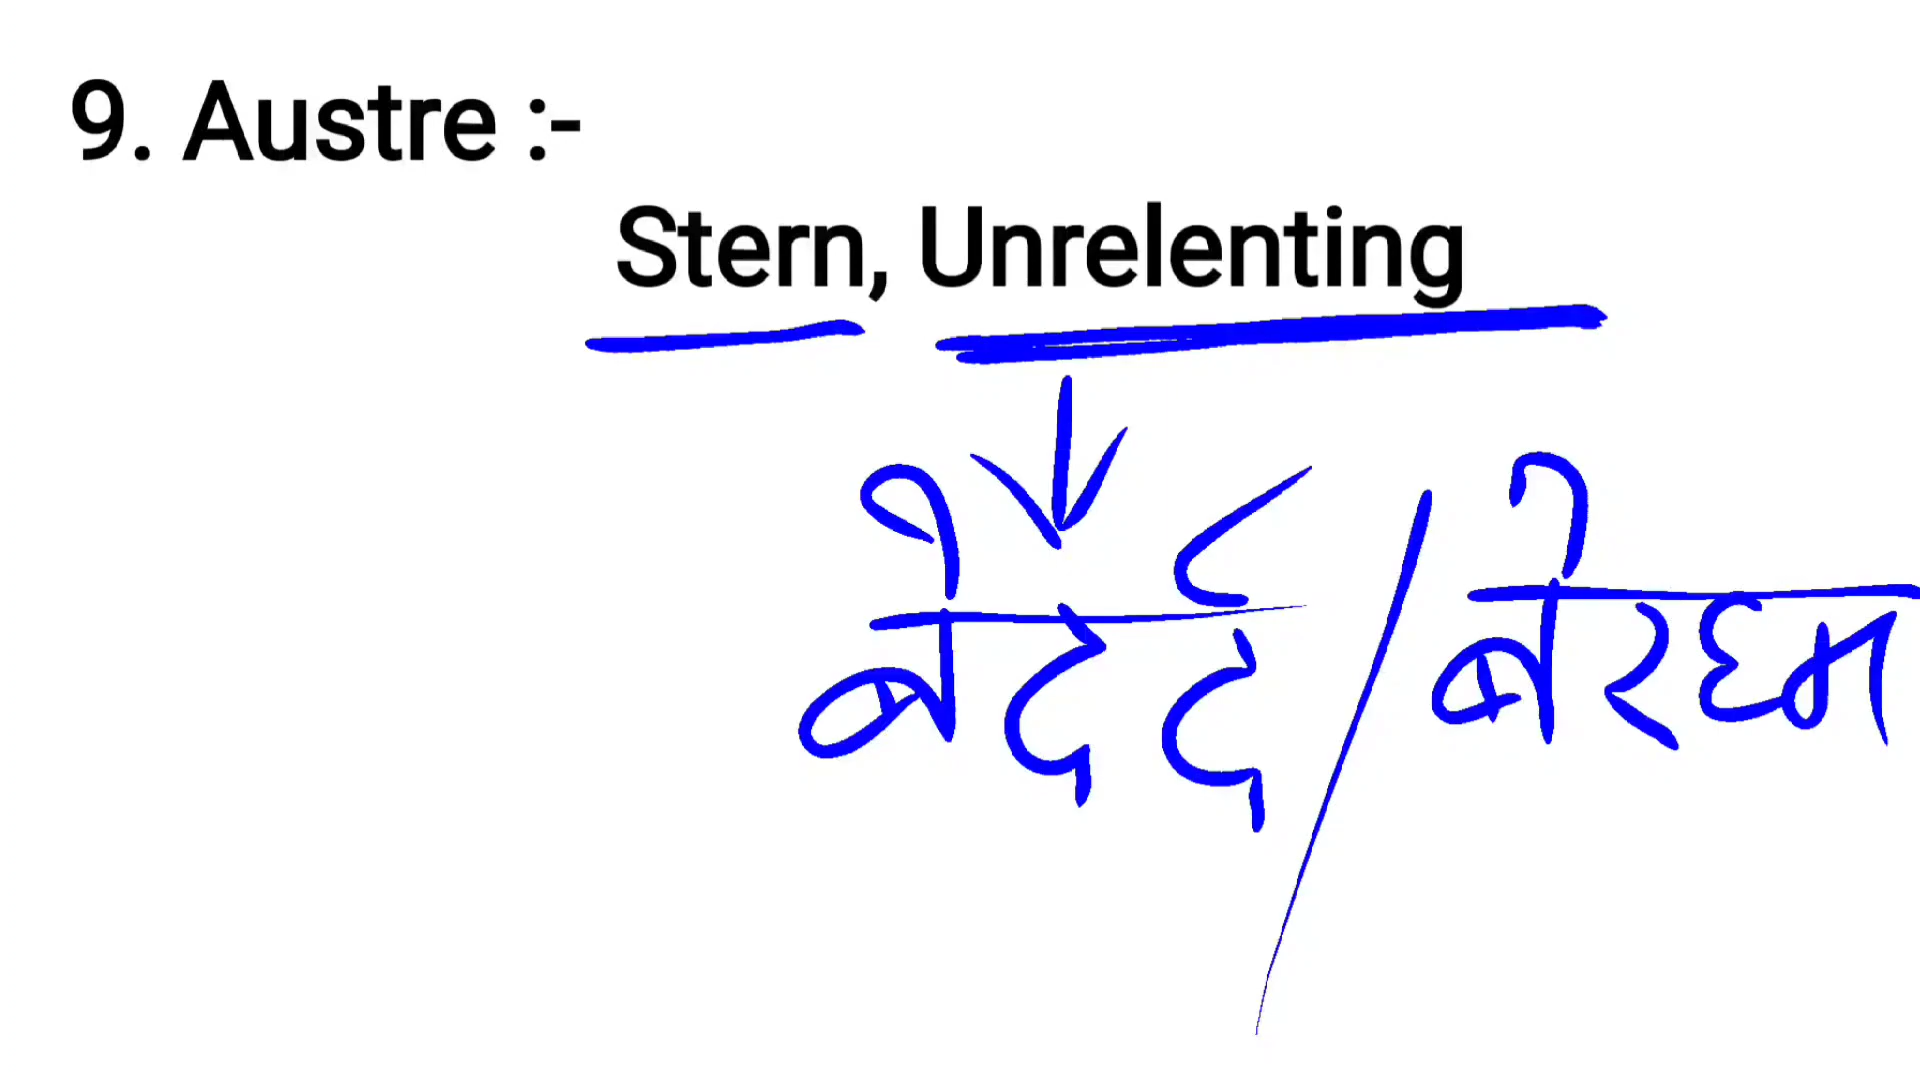 9. Austre :-
Stern, Unrelenting
बेदर्द / बेरहम